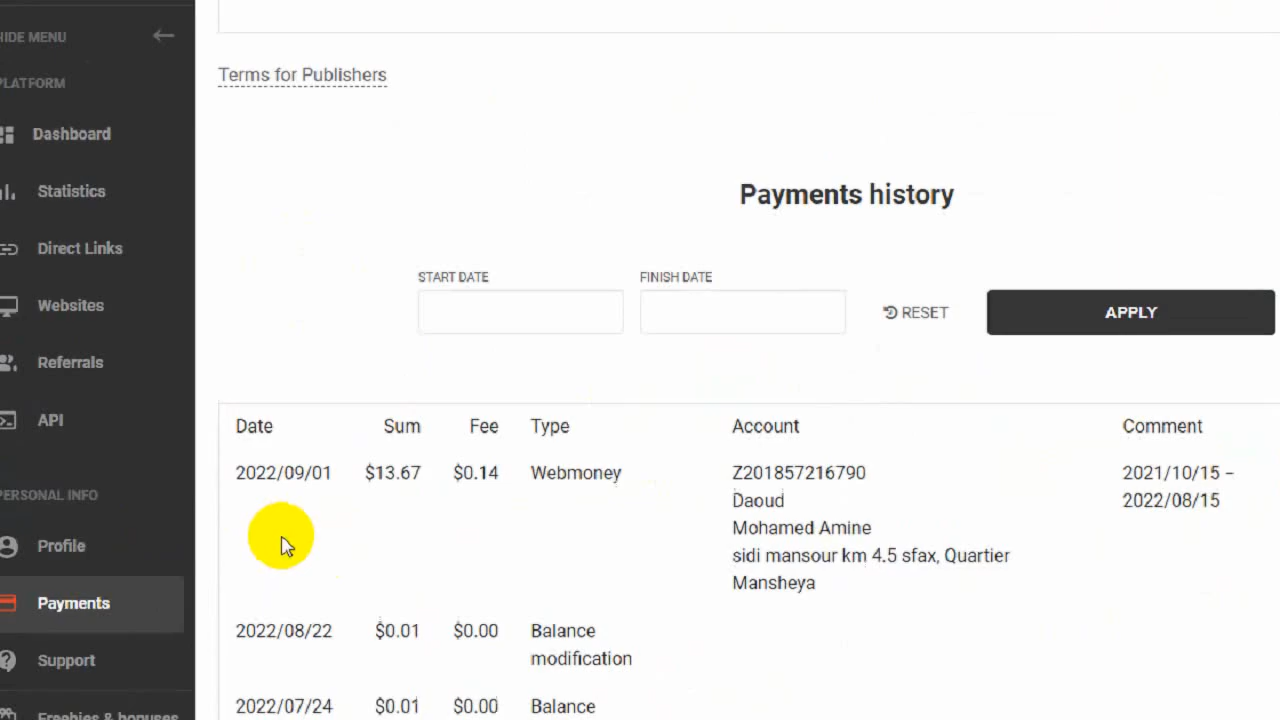 HIDE MENU
PLATFORM
Dashboard
Statistics
Direct Links
Websites
Referrals
API
PERSONAL INFO
Profile
Payments
Support
Freebies & bonuses
Terms for Publishers
Payments history
START DATE FINISH DATE
RESET APPLY
Date Sum Fee Type Account Comment
2022/09/01 $13.67 $0.14 Webmoney Z201857216790 2021/10/15 –
Daoud 2022/08/15
Mohamed Amine
sidi mansour km 4.5 sfax, Quartier
Mansheya
2022/08/22 $0.01 $0.00 Balance
modification
2022/07/24 $0.01 $0.00 Balance